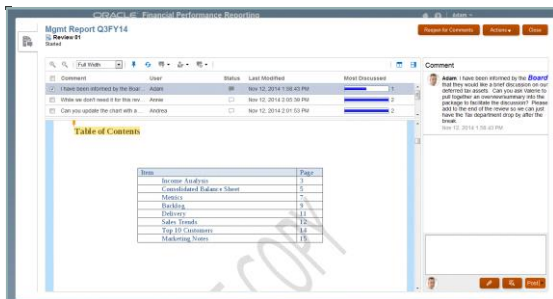 ORACLE Financial Performance Reporting
Adam
Mgmt Report Q3FY14
Review 01
Started
Reopen for Comments
Actions
Close
Full Width
Comment User Status Last Modified Most Discussed
I have been informed by the Boar... Adam Nov 12, 2014 1:58:43 PM 1
While we don't need it for this rev... Annie Nov 12, 2014 2:05:58 PM 2
Can you update the chart with a ... Andrea Nov 12, 2014 2:01:55 PM 2
Table of Contents
Item Page
Income Analysis 3
Consolidated Balance Sheet 5
Metrics 7
Backlog 9
Delivery 11
Sales Trends 12
Top 10 Customers 14
Marketing Notes 15
COPY
Comment
Adam I have been informed by the Board
that they would like a brief discussion on our
deferred tax assets. Can you ask Valerie to
pull together an overview/summary into the
package to facilitate the discussion? Please
add to the end of the review so we can just
have the Tax department drop by after the
break.
Nov 12, 2014 1:58:43 PM
Post